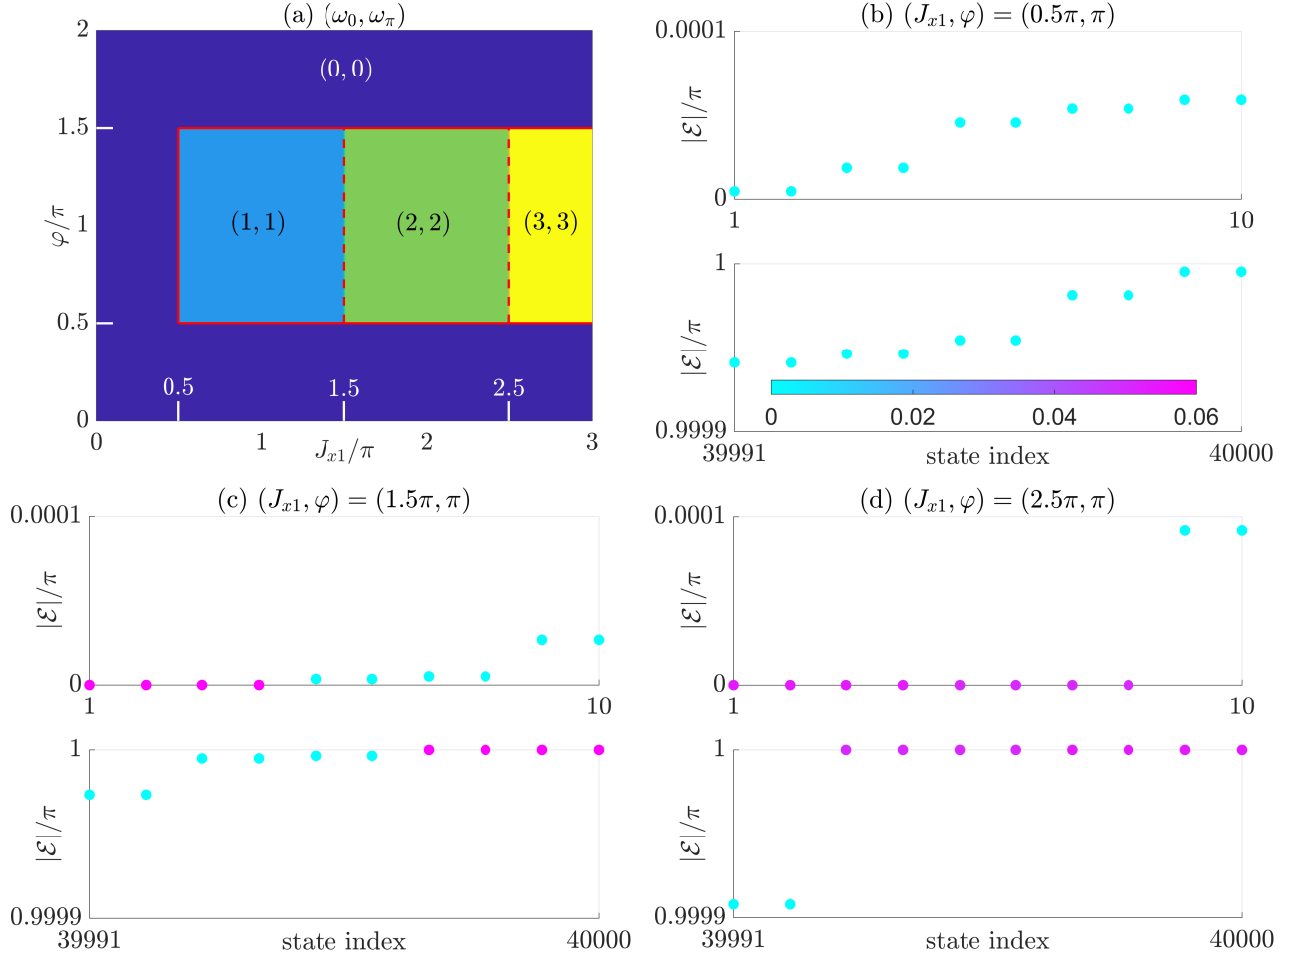 (a) (ω₀, ωπ)
2
1.5
1
0.5
0
φ/π
(0, 0)
(1, 1)
(2, 2)
(3, 3)
0.5
1.5
2.5
0
1
2
3
Jₓ₁/π
(b) (Jₓ₁, φ) = (0.5π, π)
0.0001
|ℰ|/π
0
1
10
1
|ℰ|/π
0
0.02
0.04
0.06
0.9999
39991
state index
40000
(c) (Jₓ₁, φ) = (1.5π, π)
0.0001
|ℰ|/π
0
1
10
1
|ℰ|/π
0.9999
39991
state index
40000
(d) (Jₓ₁, φ) = (2.5π, π)
0.0001
|ℰ|/π
0
1
10
1
|ℰ|/π
0.9999
39991
state index
40000